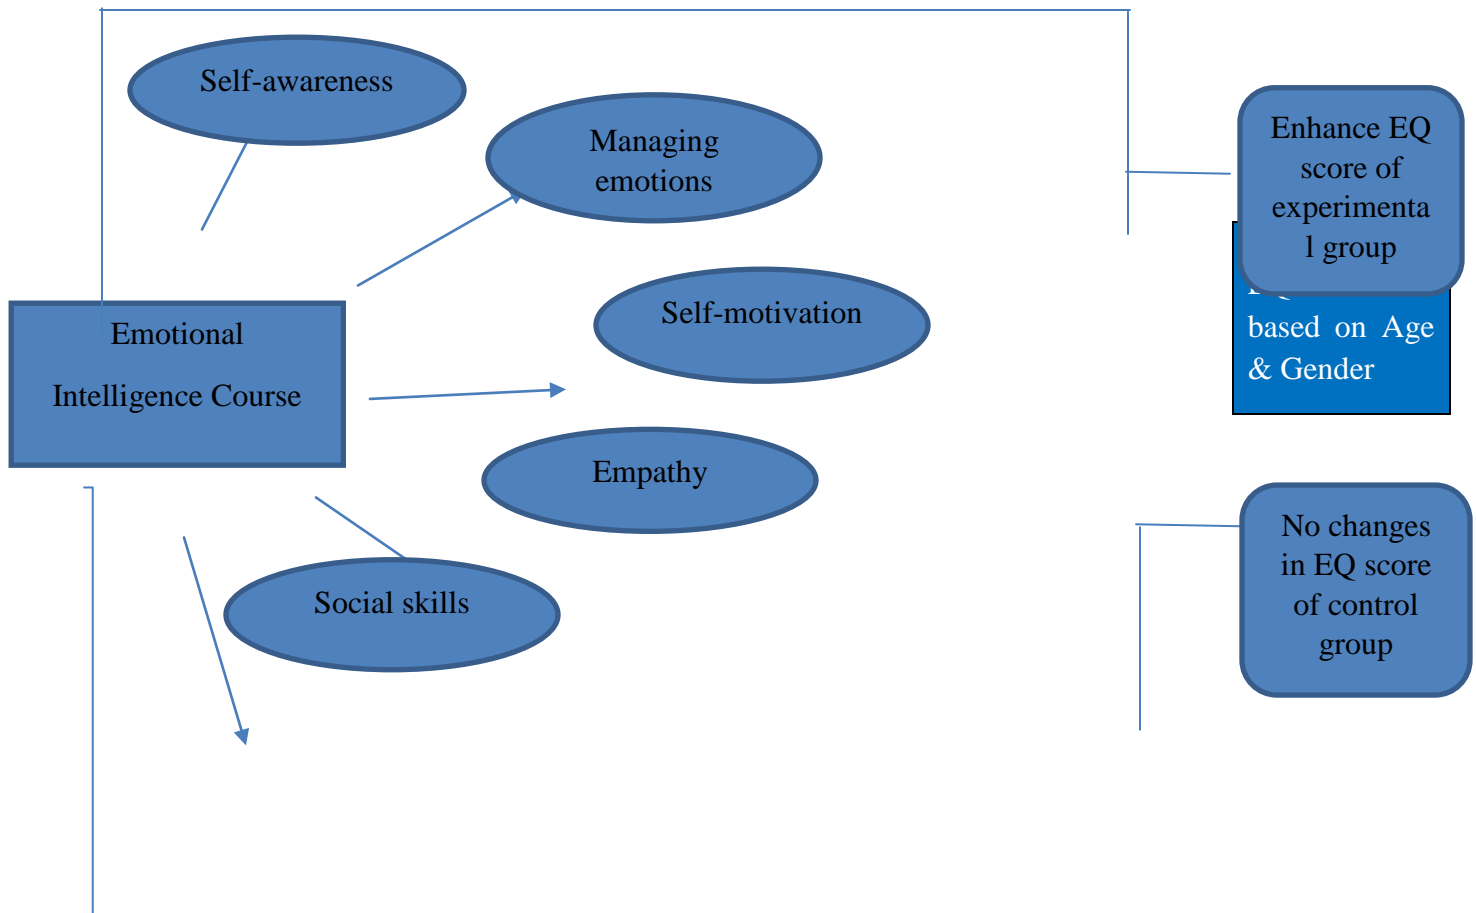 Self-awareness
Managing
emotions
Enhance EQ
score of
experimenta
l group
Self-motivation
based on Age
& Gender
Emotional
Intelligence Course
Empathy
No changes
in EQ score
of control
group
Social skills